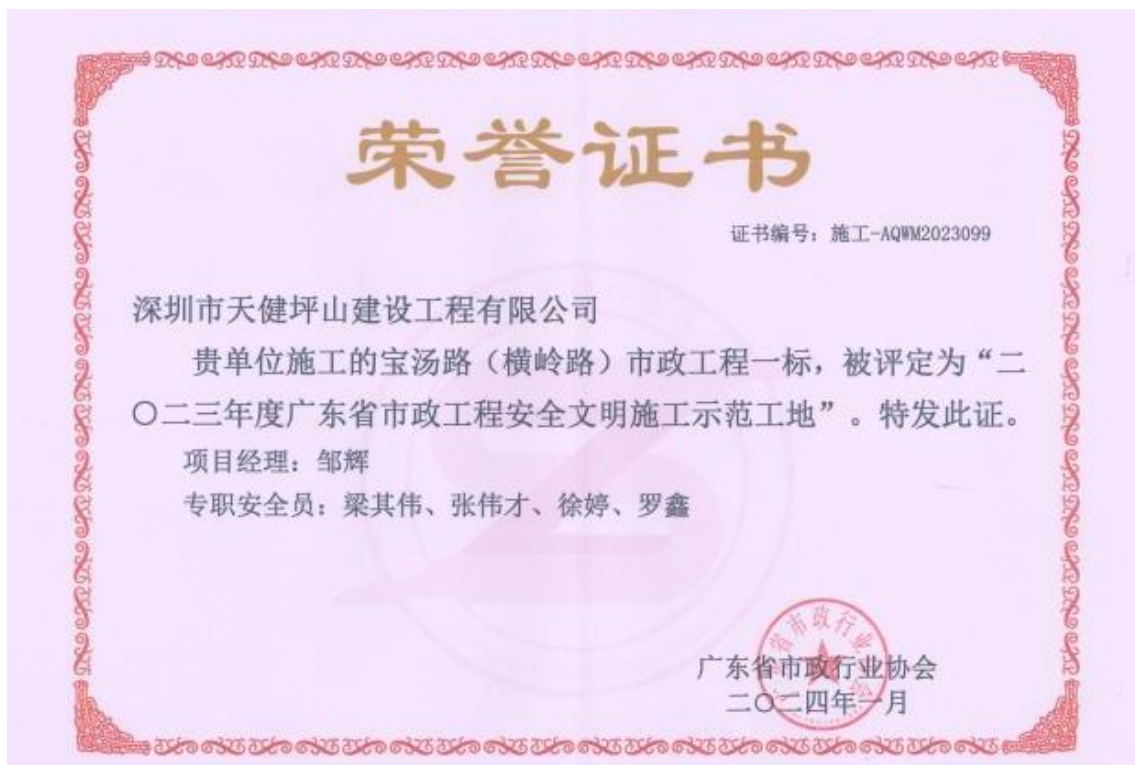 荣誉证书
证书编号：施工-AQWM2023099
深圳市天健坪山建设工程有限公司
贵单位施工的宝汤路（横岭路）市政工程一标，被评定为“二
〇二三年度广东省市政工程安全文明施工示范工地”。特发此证。
项目经理：邹辉
专职安全员：梁其伟、张伟才、徐婷、罗鑫
广东省市政行业协会
二〇二四年一月